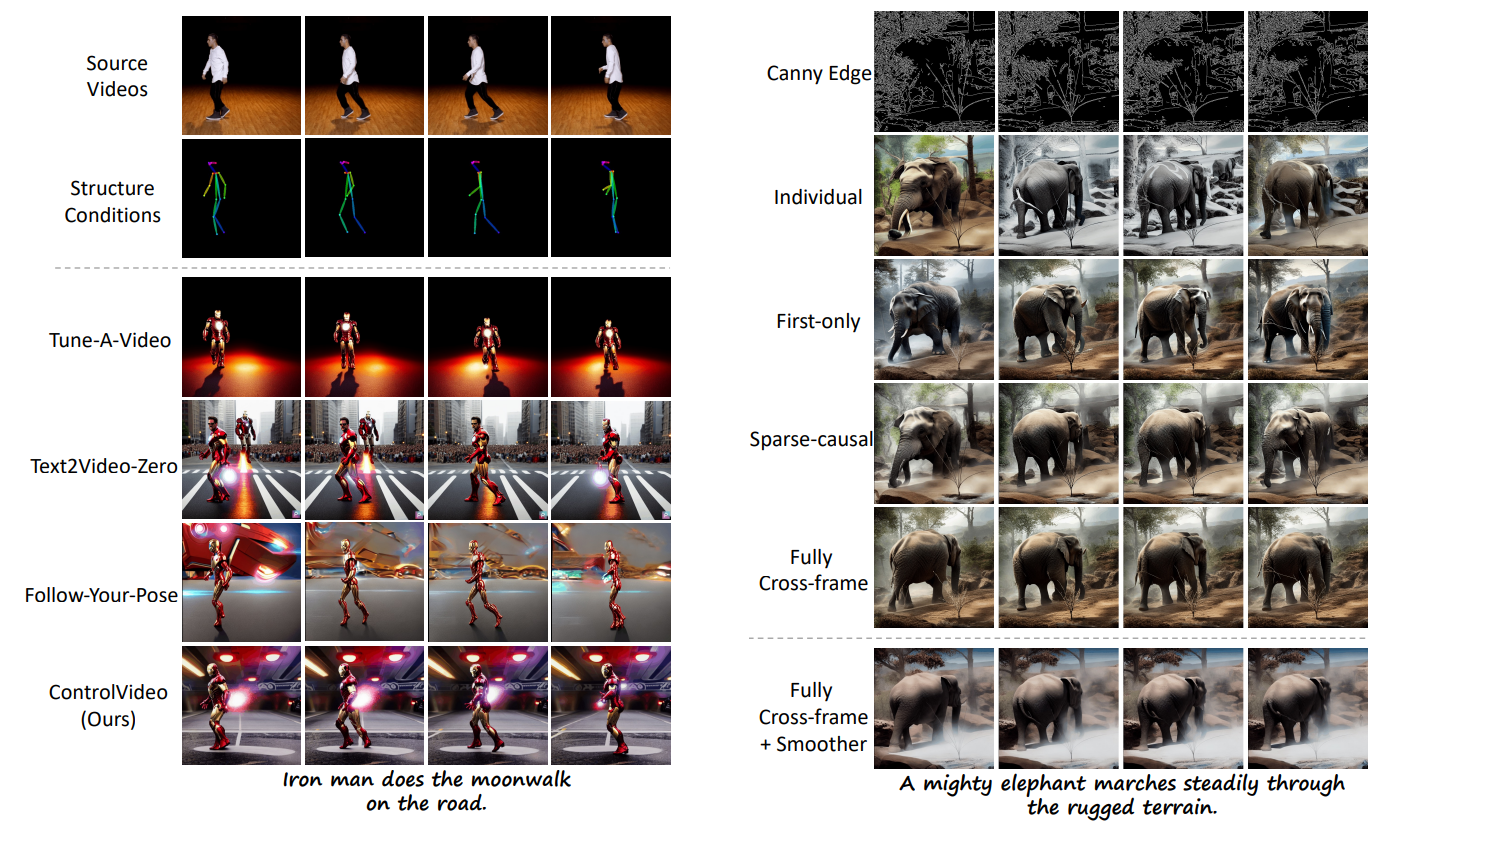 Source
Videos
Structure
Conditions
Tune-A-Video
Text2Video-Zero
Follow-Your-Pose
ControlVideo
(Ours)
Iron man does the moonwalk
on the road.
Canny Edge
Individual
First-only
Sparse-causal
Fully
Cross-frame
Fully
Cross-frame
+ Smoother
A mighty elephant marches steadily through
the rugged terrain.